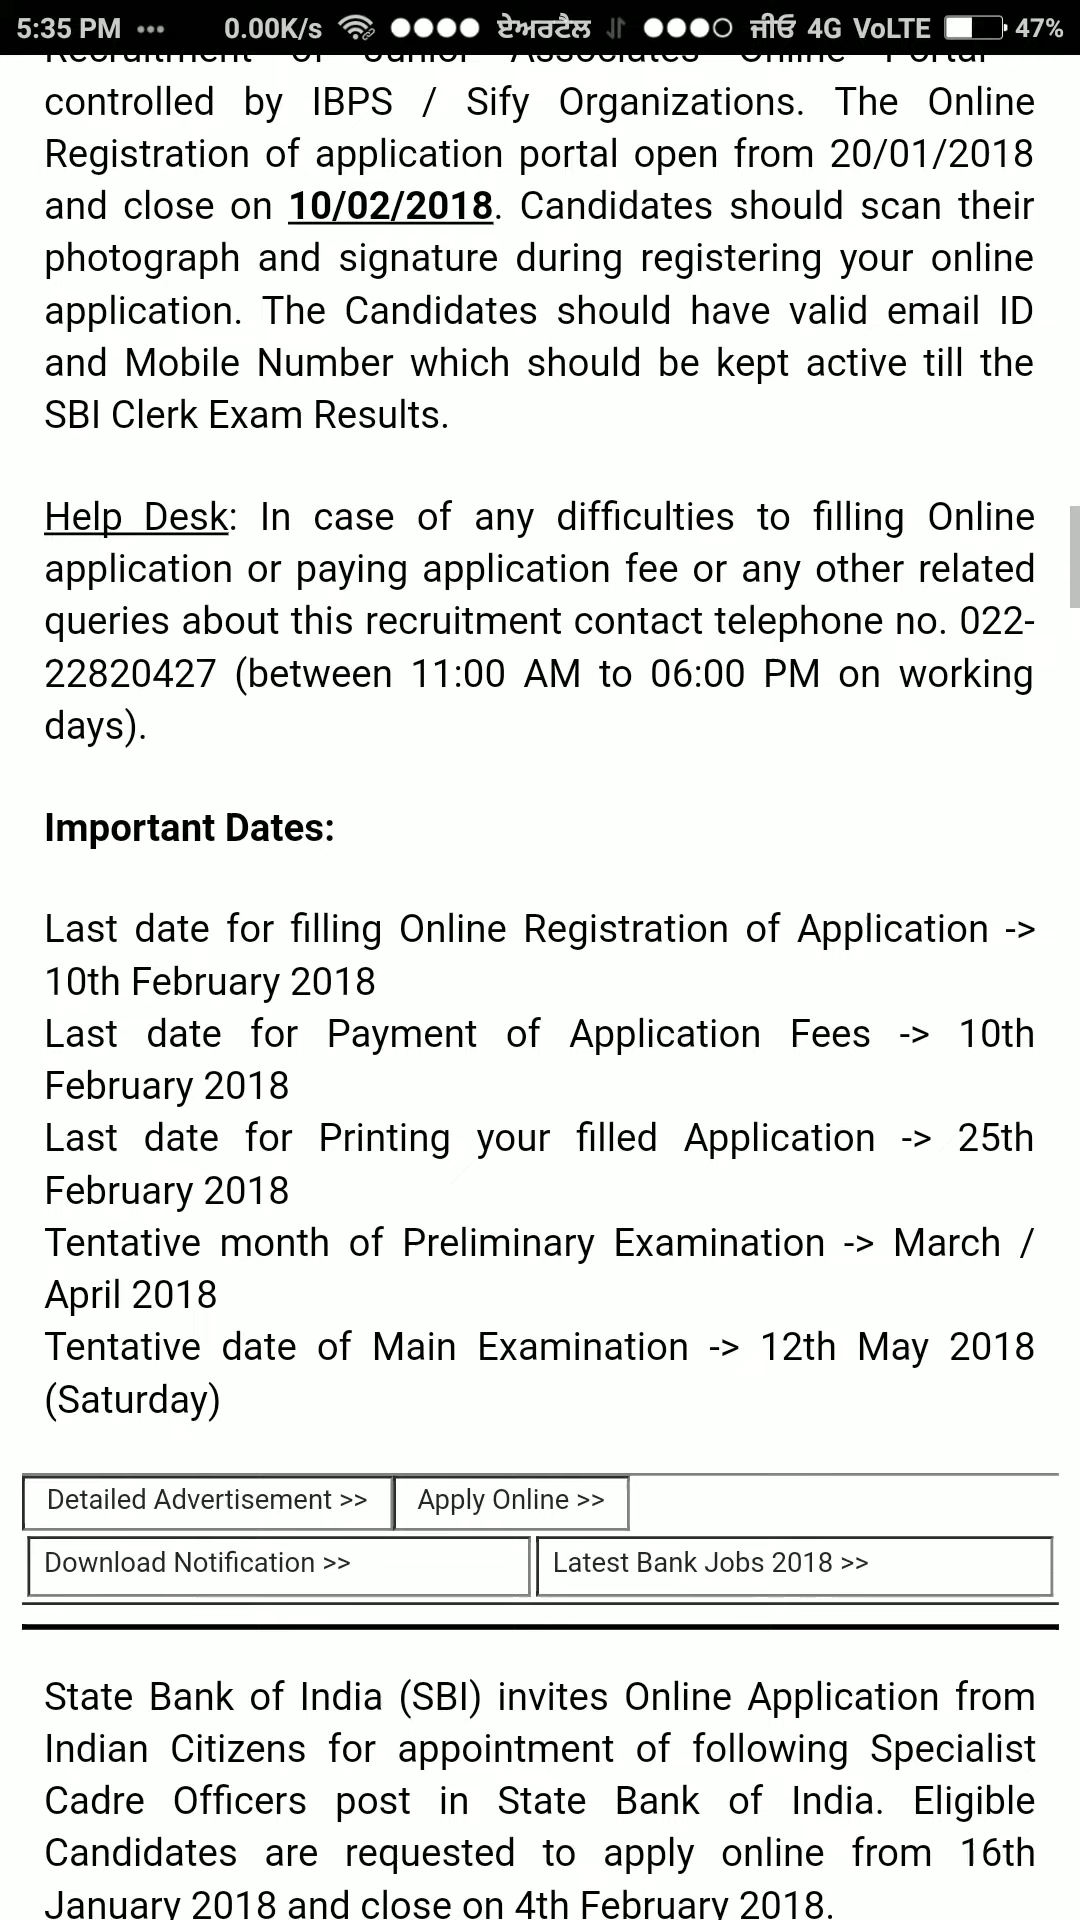 5:35 PM ... 0.00K/s ਏਅਰਟੈਲ ਜੀਓ 4G VoLTE 47%
Recruitment of Junior Associates Online Portal
controlled by IBPS / Sify Organizations. The Online
Registration of application portal open from 20/01/2018
and close on 10/02/2018. Candidates should scan their
photograph and signature during registering your online
application. The Candidates should have valid email ID
and Mobile Number which should be kept active till the
SBI Clerk Exam Results.
Help Desk: In case of any difficulties to filling Online
application or paying application fee or any other related
queries about this recruitment contact telephone no. 022-
22820427 (between 11:00 AM to 06:00 PM on working
days).
Important Dates:
Last date for filling Online Registration of Application ->
10th February 2018
Last date for Payment of Application Fees -> 10th
February 2018
Last date for Printing your filled Application -> 25th
February 2018
Tentative month of Preliminary Examination -> March /
April 2018
Tentative date of Main Examination -> 12th May 2018
(Saturday)
Detailed Advertisement >> Apply Online >>
Download Notification >> Latest Bank Jobs 2018 >>
State Bank of India (SBI) invites Online Application from
Indian Citizens for appointment of following Specialist
Cadre Officers post in State Bank of India. Eligible
Candidates are requested to apply online from 16th
January 2018 and close on 4th February 2018.